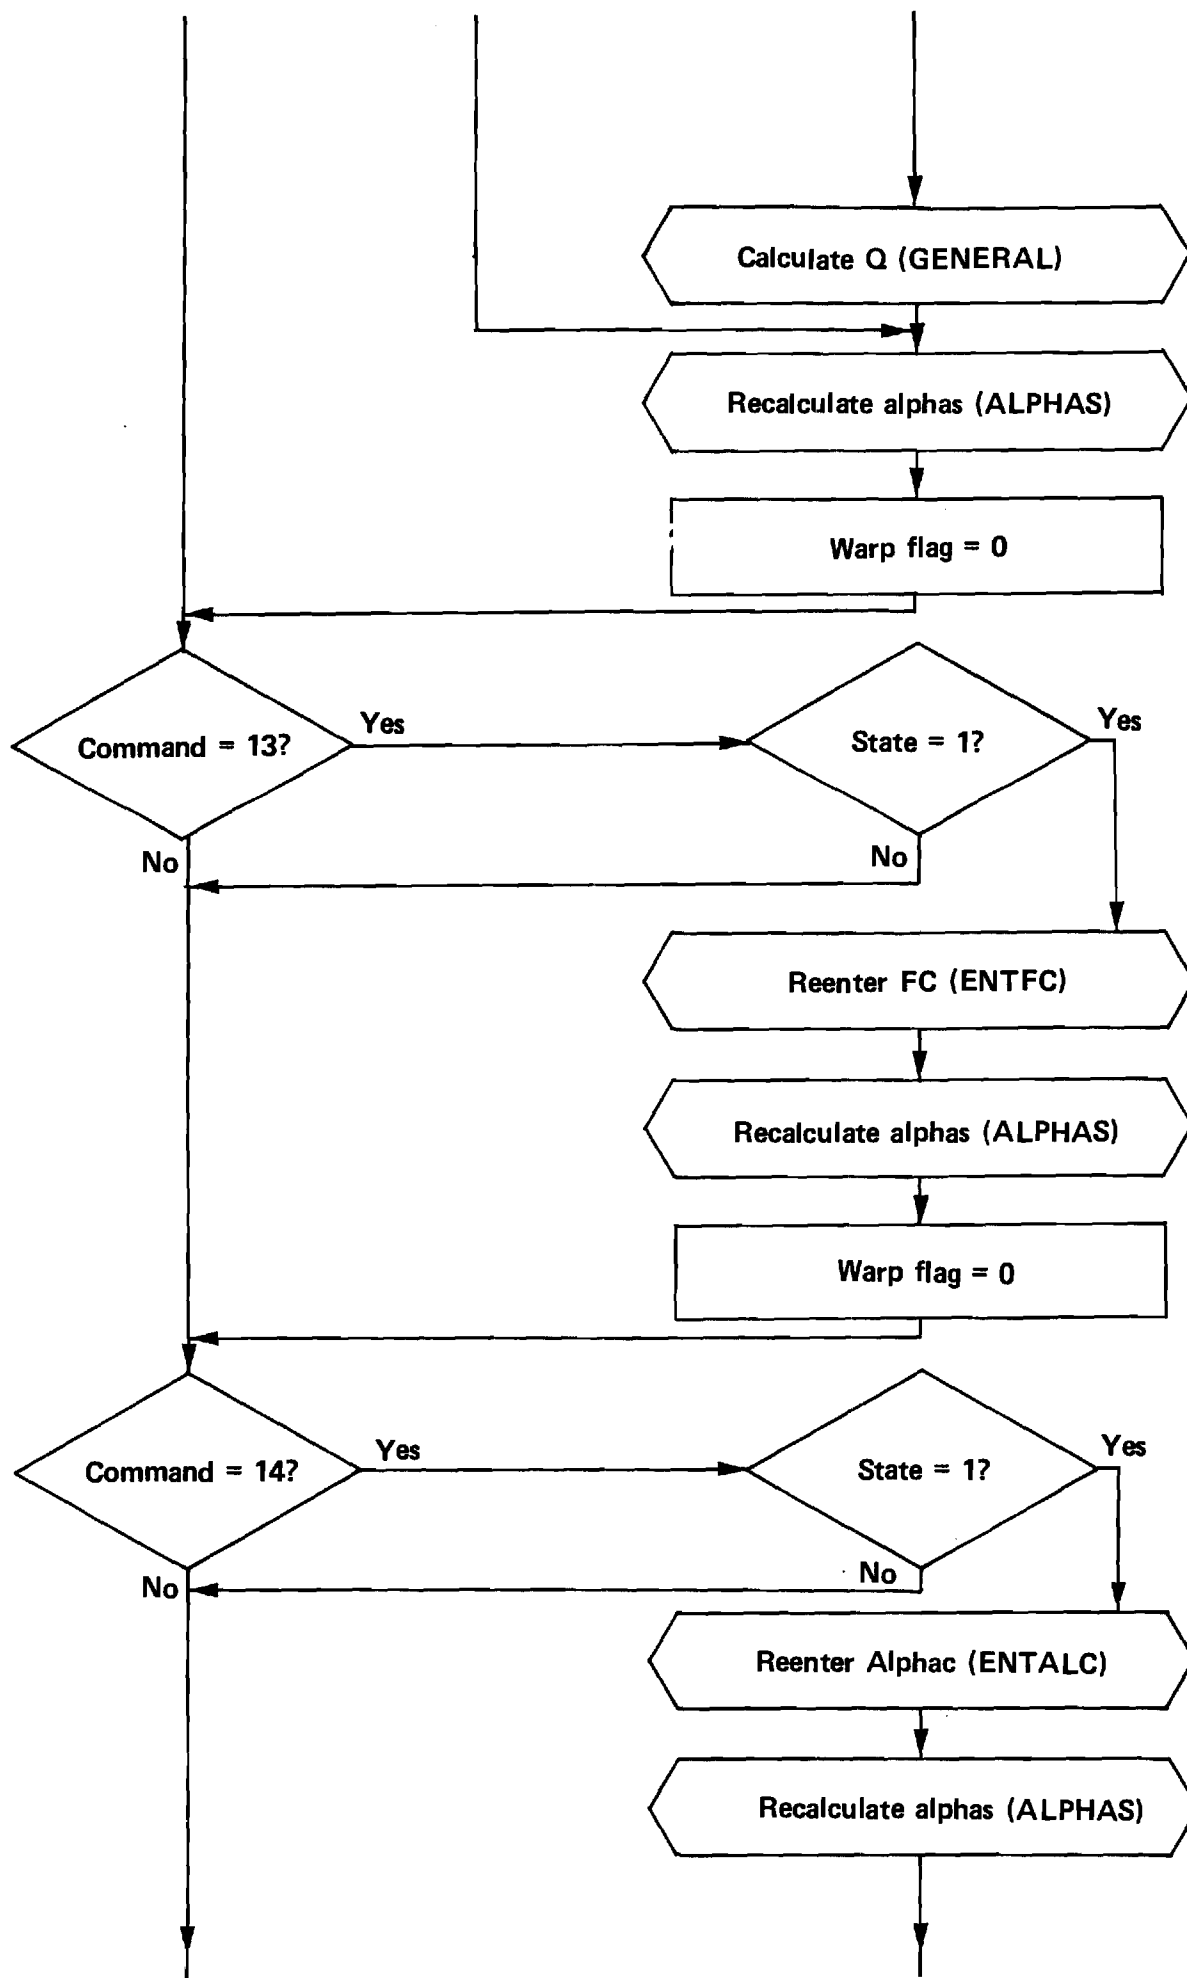 Calculate Q (GENERAL)
Recalculate alphas (ALPHAS)
Warp flag = 0
Command = 13?
Yes
State = 1?
Yes
No
No
Reenter FC (ENTFC)
Recalculate alphas (ALPHAS)
Warp flag = 0
Command = 14?
Yes
State = 1?
Yes
No
No
Reenter Alphac (ENTALC)
Recalculate alphas (ALPHAS)